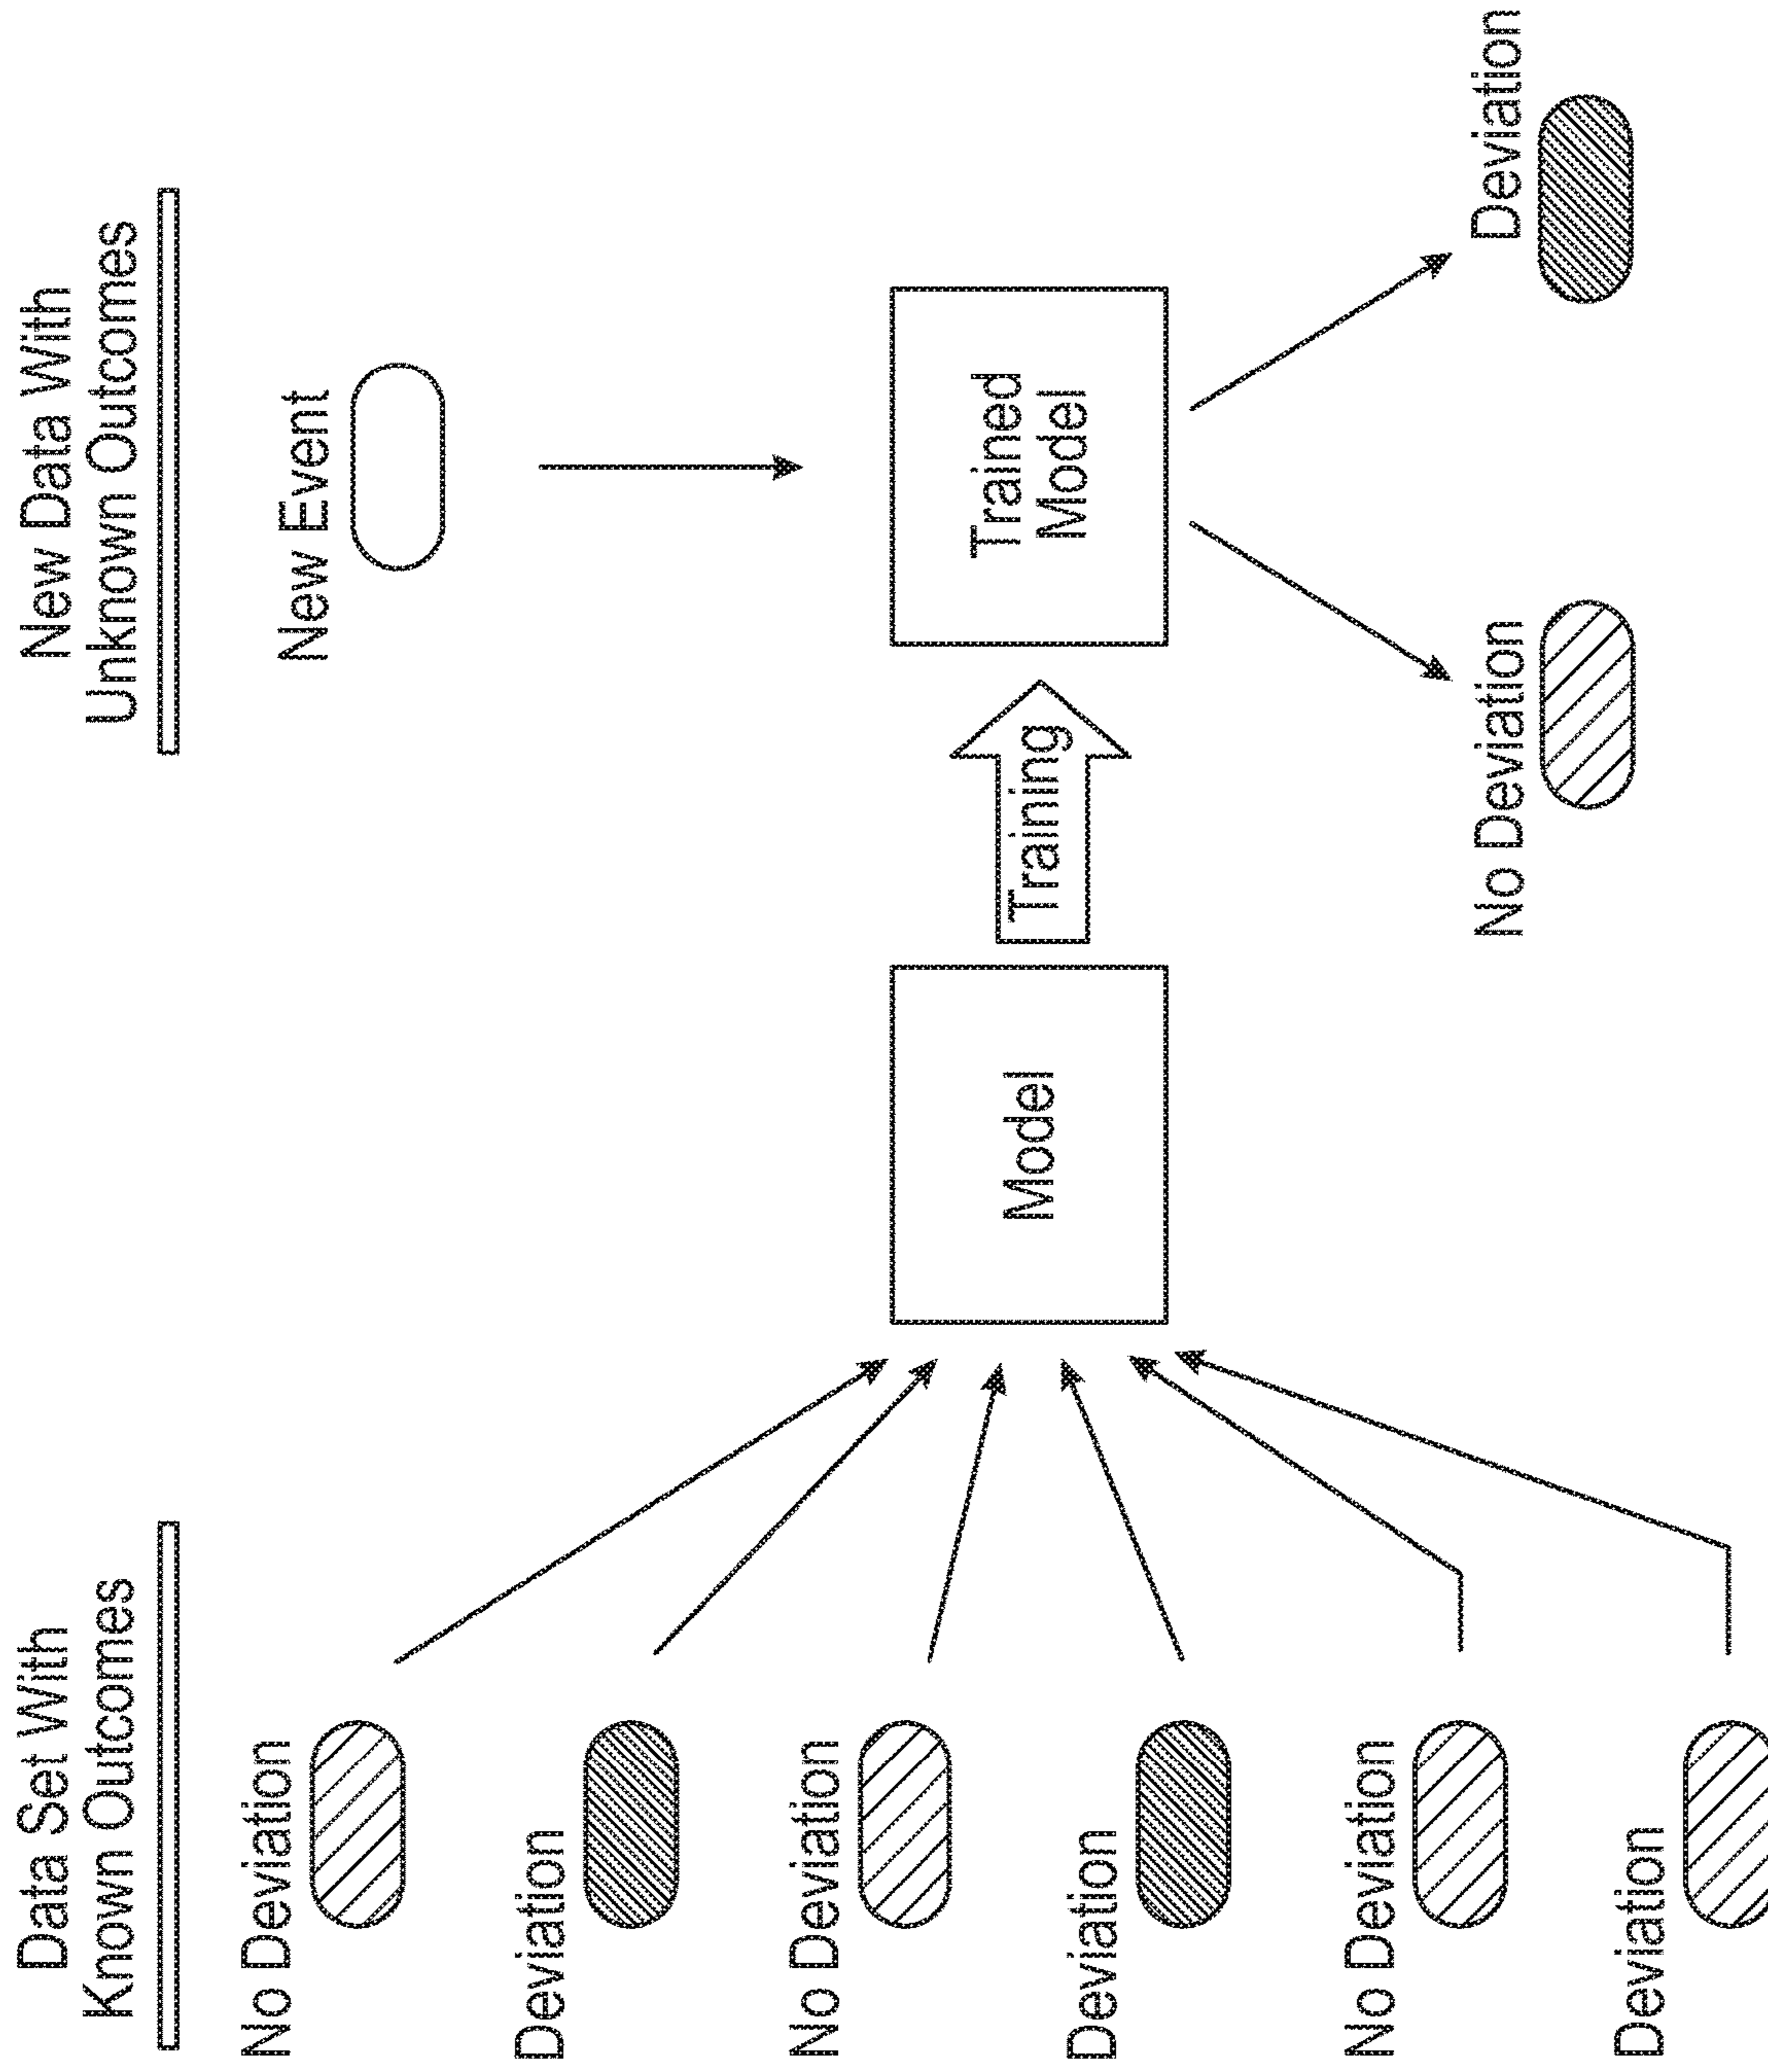 Data Set With
Known Outcomes
No Deviation
Deviation
No Deviation
Deviation
No Deviation
Deviation
Model
Training
New Data With
Unknown Outcomes
New Event
Trained
Model
No Deviation
Deviation